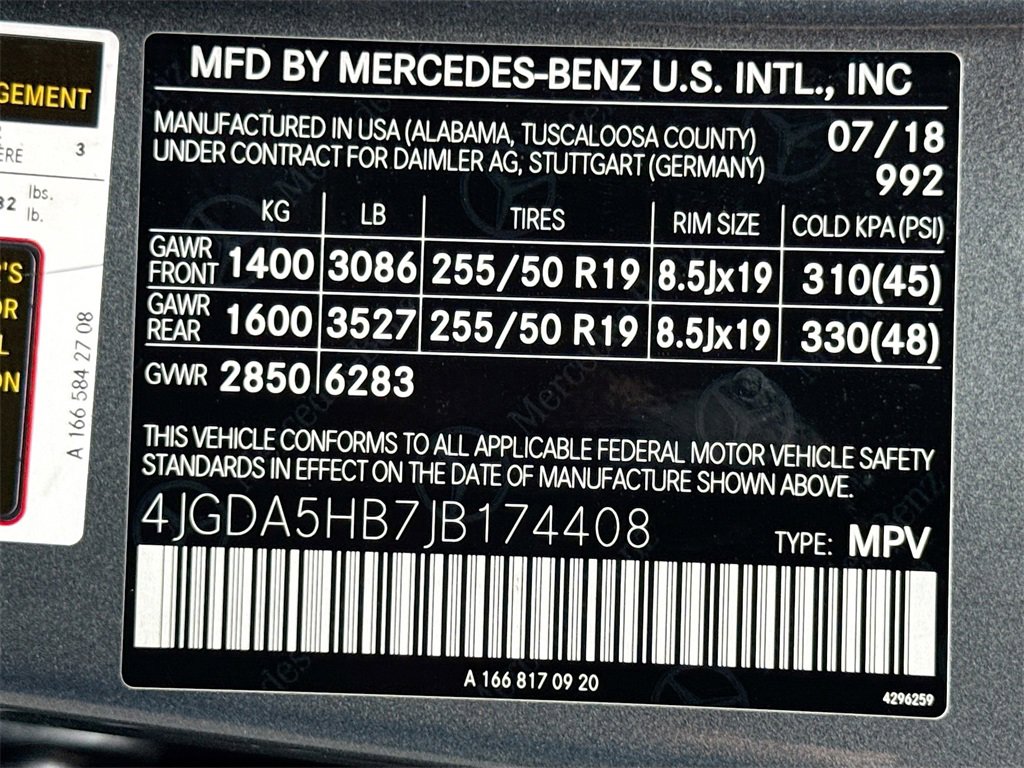 GEMENT
ERE 3
lbs.
lb.
A 166 584 27 08
MFD BY MERCEDES-BENZ U.S. INTL., INC
MANUFACTURED IN USA (ALABAMA, TUSCALOOSA COUNTY) 07/18
UNDER CONTRACT FOR DAIMLER AG, STUTTGART (GERMANY) 992
KG LB TIRES RIM SIZE COLD KPA (PSI)
GAWR FRONT 1400 3086 255/50 R19 8.5Jx19 310(45)
GAWR REAR 1600 3527 255/50 R19 8.5Jx19 330(48)
GVWR 2850 6283
THIS VEHICLE CONFORMS TO ALL APPLICABLE FEDERAL MOTOR VEHICLE SAFETY
STANDARDS IN EFFECT ON THE DATE OF MANUFACTURE SHOWN ABOVE.
4JGDA5HB7JB174408
TYPE: MPV
A 166 817 09 20
4296259